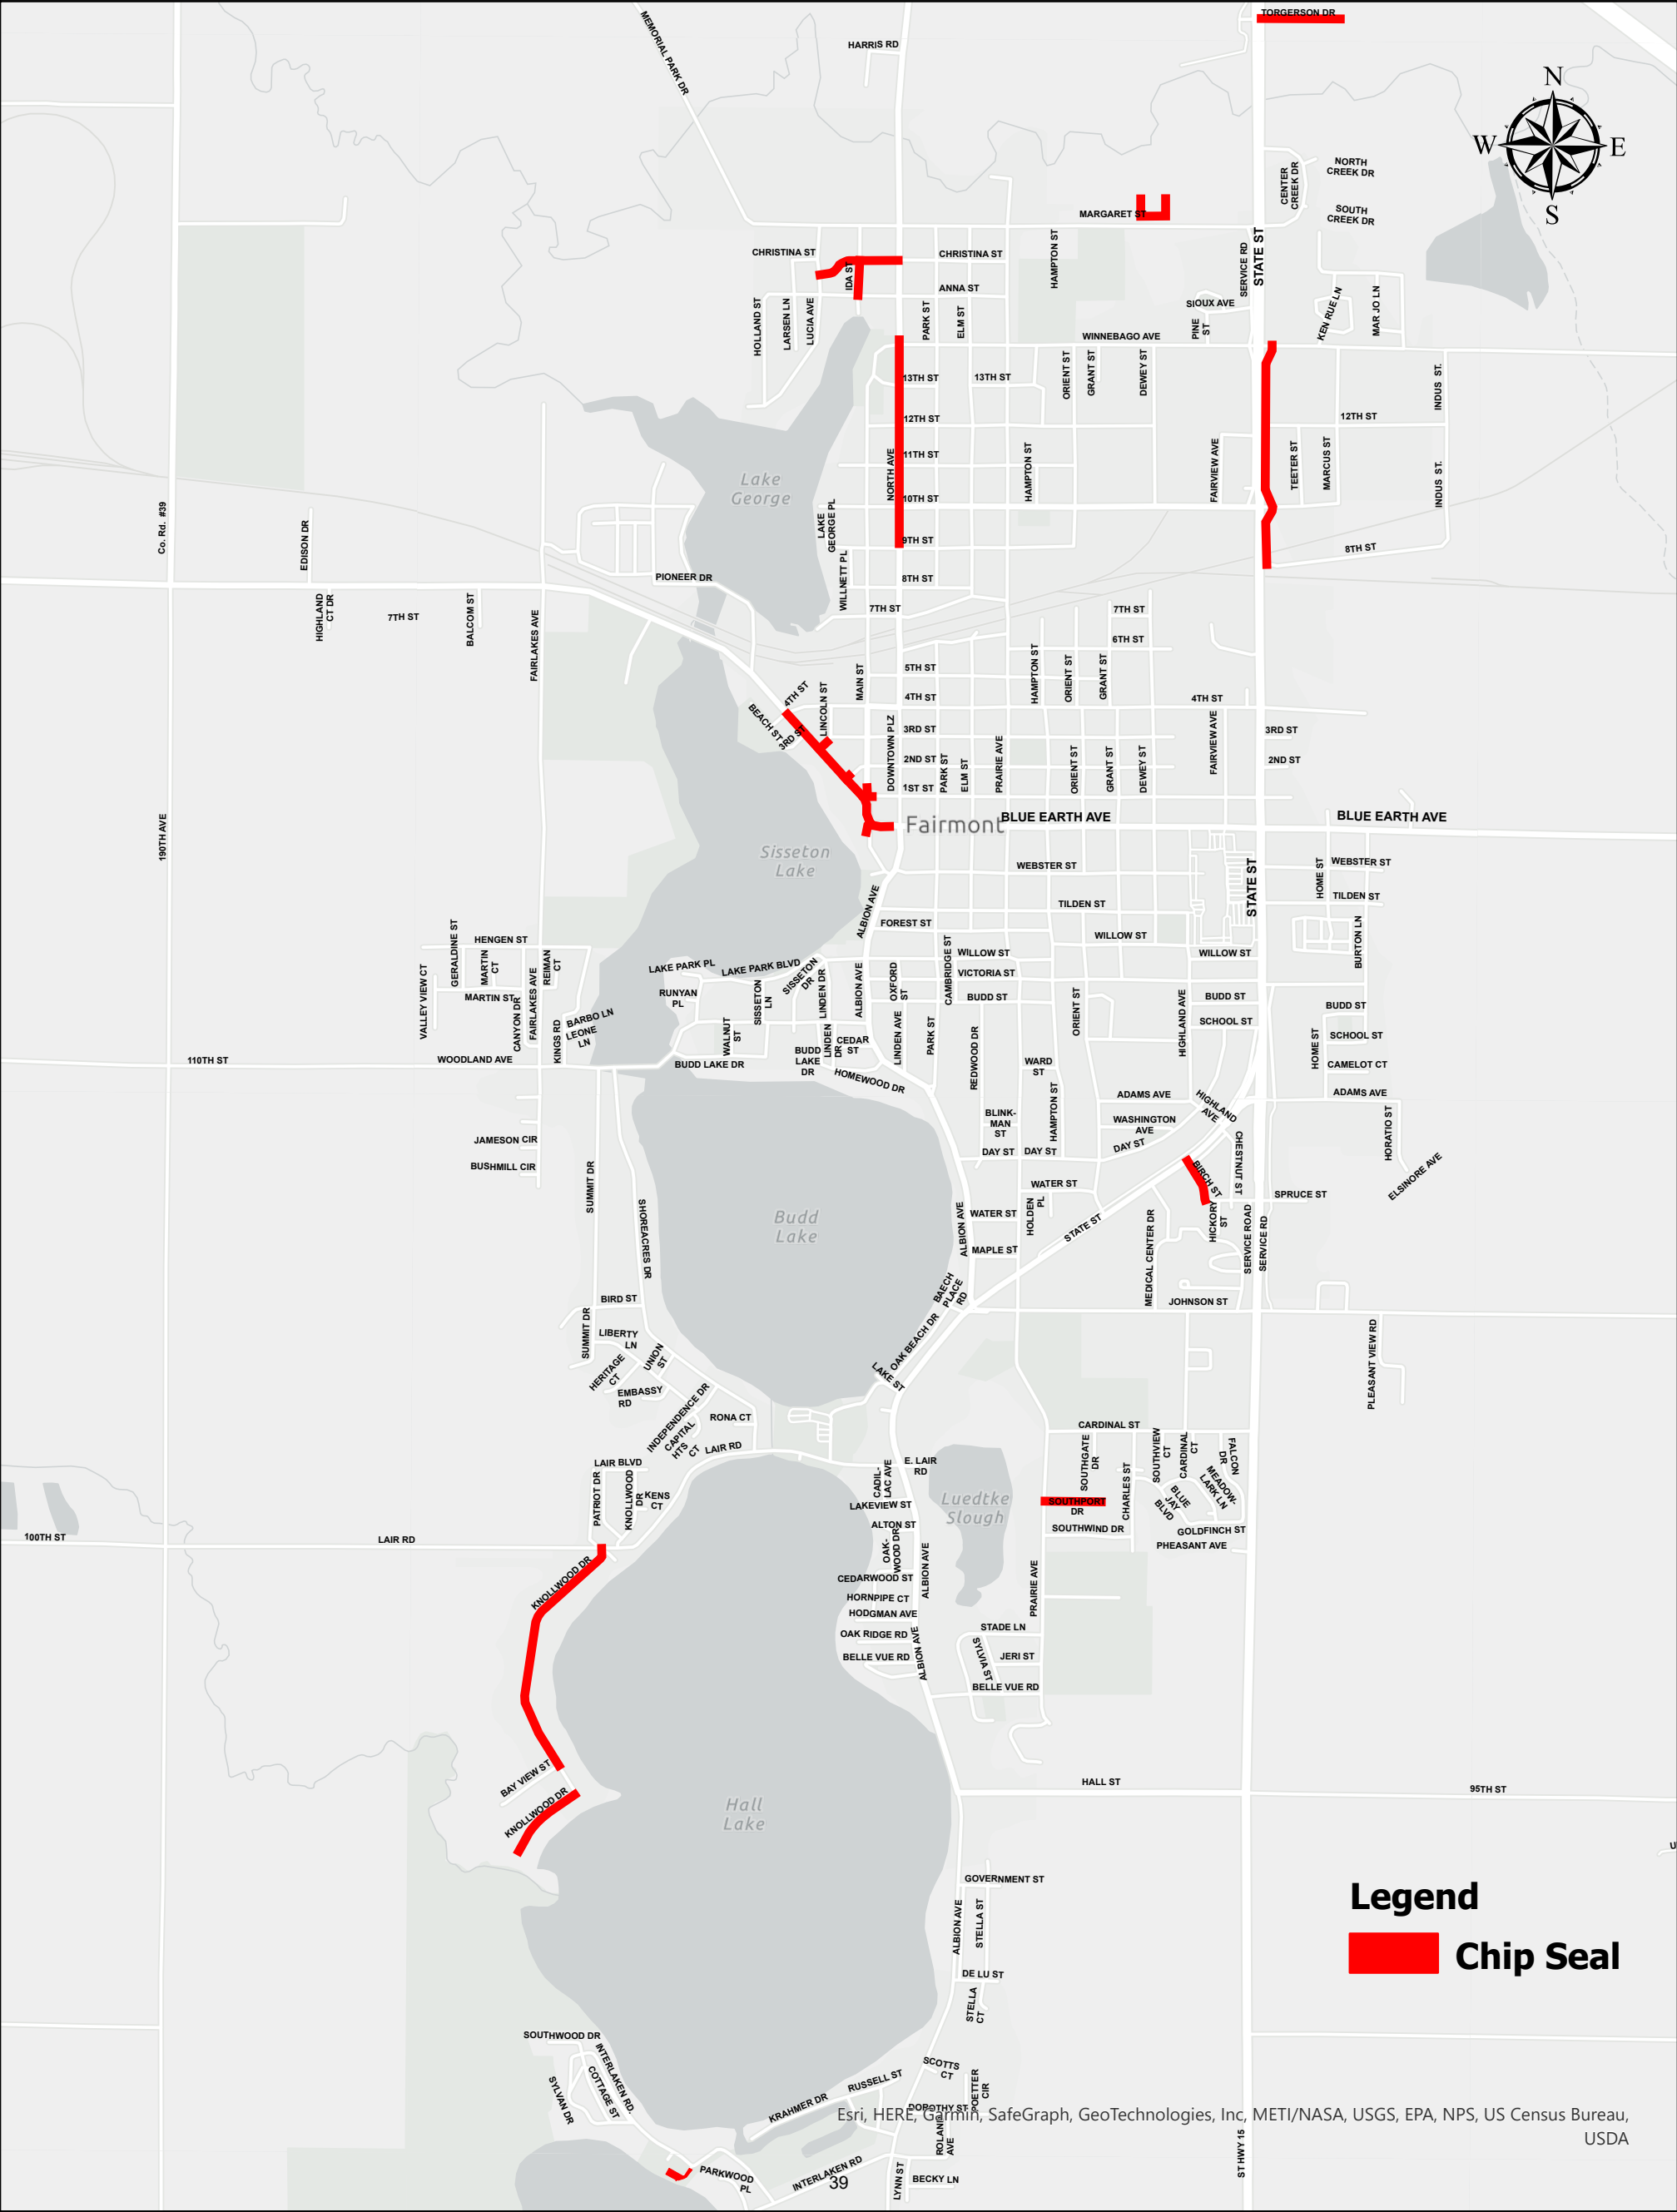 TORGERSON DR
MEMORIAL PARK DR
HARRIS RD
N
W
E
S
NORTH
CREEK DR
CENTER
CREEK DR
SOUTH
CREEK DR
MARGARET ST
CHRISTINA ST
CHRISTINA ST
HAMPTON ST
SERVICE RD
STATE ST
IDA ST
ANNA ST
SIOUX AVE
HOLLAND ST
LARSEN LN
LUCIA AVE
PARK ST
ELM ST
PINE
ST
KEN RUE LN
MAR JO LN
WINNEBAGO AVE
13TH ST
13TH ST
ORIENT ST
GRANT ST
DEWEY ST
INDUS ST.
12TH ST
12TH ST
11TH ST
NORTH AVE
HAMPTON ST
FAIRVIEW AVE
TEETER ST
MARCUS ST
INDUS ST.
Lake
George
10TH ST
LAKE
GEORGE PL
Co. Rd. #39
EDISON DR
9TH ST
8TH ST
WILLNETT PL
PIONEER DR
8TH ST
HIGHLAND
CT DR
7TH ST
BALCOM ST
FAIRLAKES AVE
7TH ST
7TH ST
6TH ST
5TH ST
HAMPTON ST
ORIENT ST
GRANT ST
MAIN ST
4TH ST
4TH ST
4TH ST
LINCOLN ST
BEACH ST
3RD ST
DOWNTOWN PLZ
3RD ST
3RD ST
FAIRVIEW AVE
2ND ST
2ND ST
PARK ST
ELM ST
PRAIRIE AVE
ORIENT ST
GRANT ST
DEWEY ST
1ST ST
190TH AVE
Fairmont
BLUE EARTH AVE
BLUE EARTH AVE
Sisseton
Lake
WEBSTER ST
STATE ST
HOME ST
WEBSTER ST
ALBION AVE
TILDEN ST
TILDEN ST
FOREST ST
WILLOW ST
BURTON LN
GERALDINE ST
HENGEN ST
MARTIN
CT
REIMAN
CT
WILLOW ST
WILLOW ST
CAMBRIDGE ST
LAKE PARK PL
LAKE PARK BLVD
SISSETON
DR
VICTORIA ST
VALLEY VIEW CT
MARTIN ST
CANYON DR
FAIRLAKES AVE
RUNYAN
PL
SISSETON
LN
LINDEN DR
ALBION AVE
OXFORD
ST
BUDD ST
ORIENT ST
HIGHLAND AVE
BUDD ST
BUDD ST
BARBO LN
LEONE
LN
KINGS RD
WALNUT
ST
LINDEN
DR
CEDAR
ST
LINDEN AVE
PARK ST
SCHOOL ST
SCHOOL ST
HOME ST
110TH ST
WOODLAND AVE
BUDD LAKE DR
BUDD
LAKE
DR
HOMEWOOD DR
REDWOOD DR
WARD
ST
CAMELOT CT
ADAMS AVE
ADAMS AVE
HIGHLAND
AVE
HAMPTON ST
BLINK-
MAN
ST
WASHINGTON
AVE
HORATIO ST
JAMESON CIR
BUSHMILL CIR
DAY ST
DAY ST
DAY ST
CHESTNUT ST
ELSINORE AVE
SUMMIT DR
SHOREACRES DR
BIRCH ST
SPRUCE ST
WATER ST
HOLDEN
PL
Budd
Lake
ALBION AVE
WATER ST
STATE ST
MAPLE ST
MEDICAL CENTER DR
HICKORY
ST
SERVICE ROAD
SERVICE RD
BAECH
PLACE
RD
BIRD ST
JOHNSON ST
SUMMIT DR
LIBERTY
LN
UNION
ST
HERITAGE
CT
EMBASSY
RD
OAK BEACH DR
LAKE ST
PLEASANT VIEW RD
INDEPENDENCE DR
RONA CT
CAPITAL
HTS
CT
LAIR RD
CARDINAL ST
SOUTHGATE
DR
SOUTHVIEW
CT
CARDINAL
CT
FALCON
DR
LAIR BLVD
PATRIOT DR
KNOLLWOOD
DR
KENS
CT
CADIL-
LAC AVE
E. LAIR
RD
CHARLES ST
BLUE
JAY
BLVD
MEADOW-
LARK LN
Luedtke
Slough
LAKEVIEW ST
SOUTHPORT
DR
ALTON ST
SOUTHWIND DR
GOLDFINCH ST
100TH ST
LAIR RD
OAK-
WOOD DR
PHEASANT AVE
KNOLLWOOD DR
CEDARWOOD ST
ALBION AVE
PRAIRIE AVE
HORNPIPE CT
HODGMAN AVE
OAK RIDGE RD
STADE LN
BELLE VUE RD
ALBION AVE
SYLVIA ST
JERI ST
BELLE VUE RD
BAY VIEW ST
KNOLLWOOD DR
Hall
Lake
HALL ST
95TH ST
U
GOVERNMENT ST
Legend
Chip Seal
ALBION AVE
STELLA ST
DE LU ST
STELLA
CT
SOUTHWOOD DR
INTERLAKEN RD.
COTTAGE ST
SYLVAN DR
SCOTTS
CT
RUSSELL ST
POETTER
CIR
KRAHMER DR
DOROTHY ST
ROLAND
AVE
Esri, HERE, Garmin, SafeGraph, GeoTechnologies, Inc, METI/NASA, USGS, EPA, NPS, US Census Bureau,
USDA
ST HWY 15
PARKWOOD
PL
INTERLAKEN RD
39
LYNN ST
BECKY LN